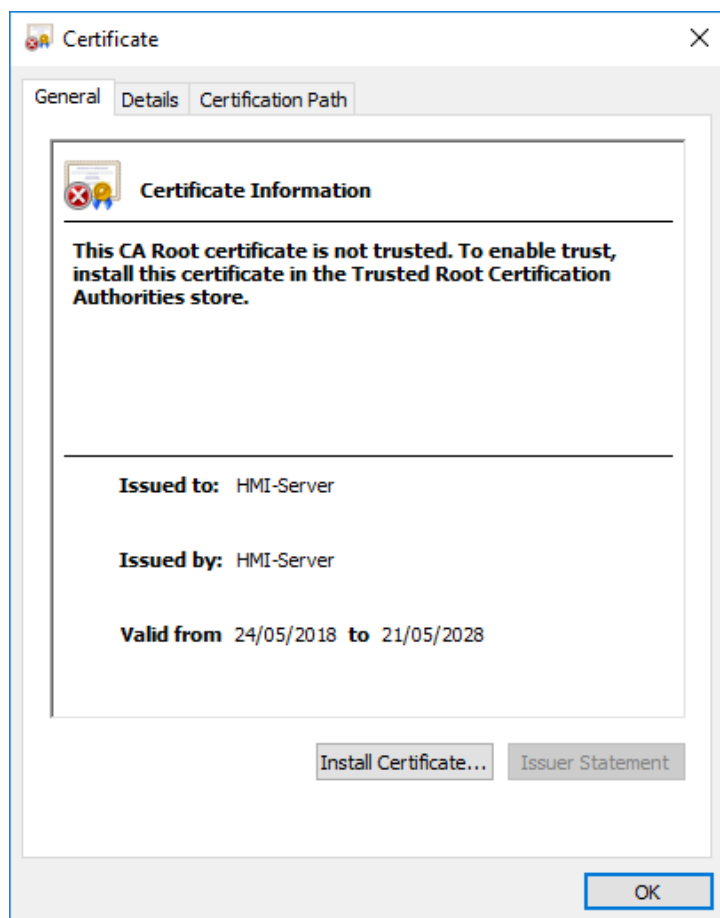 Certificate
General Details Certification Path
Certificate Information
This CA Root certificate is not trusted. To enable trust,
install this certificate in the Trusted Root Certification
Authorities store.
Issued to: HMI-Server
Issued by: HMI-Server
Valid from 24/05/2018 to 21/05/2028
Install Certificate... Issuer Statement
OK